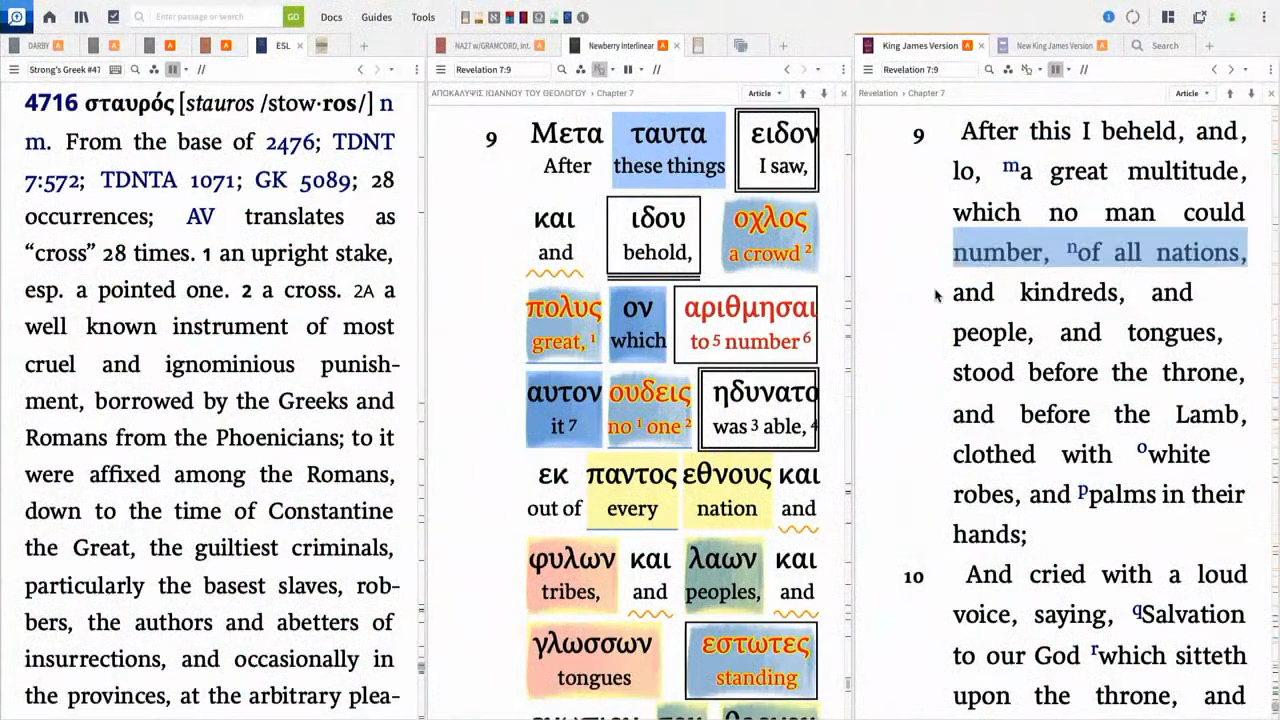 Enter passage or search GO Docs Guides Tools 1 1
DARBY A A A A ESL
NA27 w/GRAMCORD, Int. A Newberry Interlinear A
King James Version A New King James Version A Search
Strong's Greek #47
Revelation 7:9
Revelation 7:9
ΑΠΟΚΑΛΥΨΙΣ ΙΩΑΝΝΟΥ ΤΟΥ ΘΕΟΛΟΓΟΥ › Chapter 7 Article
Revelation › Chapter 7 Article
4716 σταυρός [stauros /stow·ros/] n
m. From the base of 2476; TDNT
7:572; TDNTA 1071; GK 5089; 28
occurrences; AV translates as
“cross” 28 times. 1 an upright stake,
esp. a pointed one. 2 a cross. 2A a
well known instrument of most
cruel and ignominious punish-
ment, borrowed by the Greeks and
Romans from the Phoenicians; to it
were affixed among the Romans,
down to the time of Constantine
the Great, the guiltiest criminals,
particularly the basest slaves, rob-
bers, the authors and abetters of
insurrections, and occasionally in
the provinces, at the arbitrary plea-
9 Μετα ταυτα ειδον
After these things I saw,
και ιδου οχλος
and behold, a crowd 2
πολυς ον αριθμησαι
great, 1 which to 5 number 6
αυτον ουδεις ηδυνατο
it 7 no 1 one 2 was 3 able, 4
εκ παντος εθνους και
out of every nation and
φυλων και λαων και
tribes, and peoples, and
γλωσσων εστωτες
tongues standing
9 After this I beheld, and,
lo, m a great multitude,
which no man could
number, n of all nations,
and kindreds, and
people, and tongues,
stood before the throne,
and before the Lamb,
clothed with o white
robes, and p palms in their
hands;
10 And cried with a loud
voice, saying, q Salvation
to our God r which sitteth
upon the throne, and